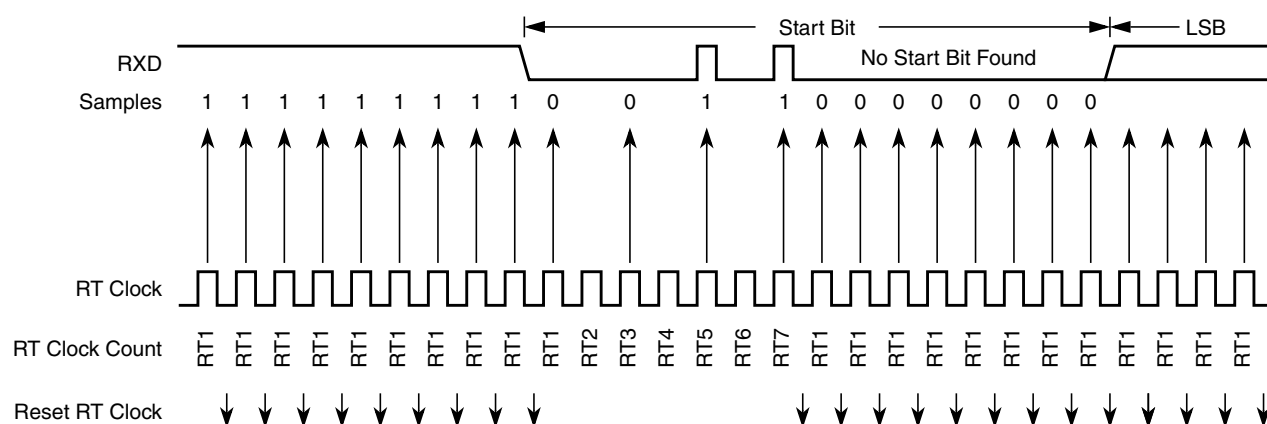 Start Bit
LSB
RXD
No Start Bit Found
Samples 1 1 1 1 1 1 1 1 1 0 0 1 1 0 0 0 0 0 0 0 0
RT Clock
RT Clock Count RT1 RT1 RT1 RT1 RT1 RT1 RT1 RT1 RT1 RT1 RT2 RT3 RT4 RT5 RT6 RT7 RT1 RT1 RT1 RT1 RT1 RT1 RT1 RT1 RT1 RT1 RT1 RT1
Reset RT Clock